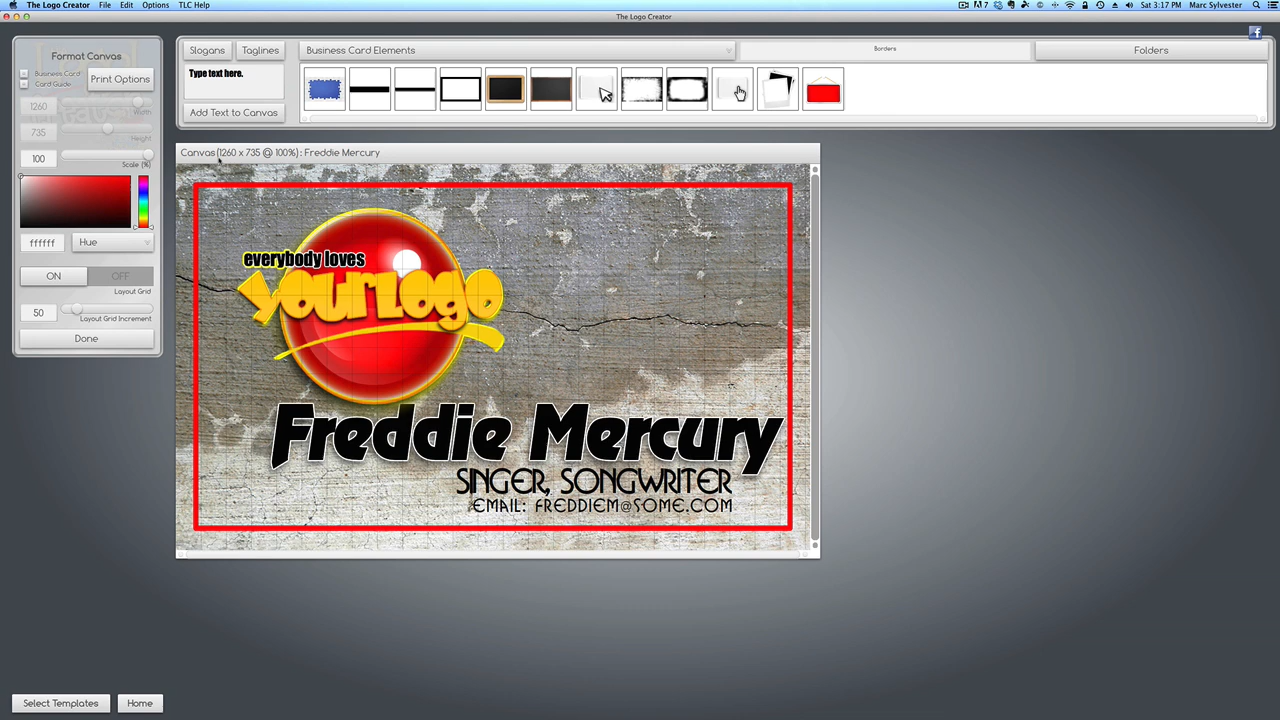 The Logo Creator File Edit Options TLC Help
7 Sat 3:17 PM Marc Sylvester
The Logo Creator
Format Canvas
Business Card
Card Guide
Print Options
1260
Width
735
Height
100
Scale (%)
ffffff
Hue
ON
OFF
Layout Grid
50
Layout Grid Increment
Done
Slogans
Taglines
Type text here.
Add Text to Canvas
Business Card Elements
Borders
Folders
Canvas (1260 x 735 @ 100%) : Freddie Mercury
everybody loves
yourlogo
Freddie Mercury
SINGER, SONGWRITER
EMAIL: FREDDIEM@SOME.COM
Select Templates
Home